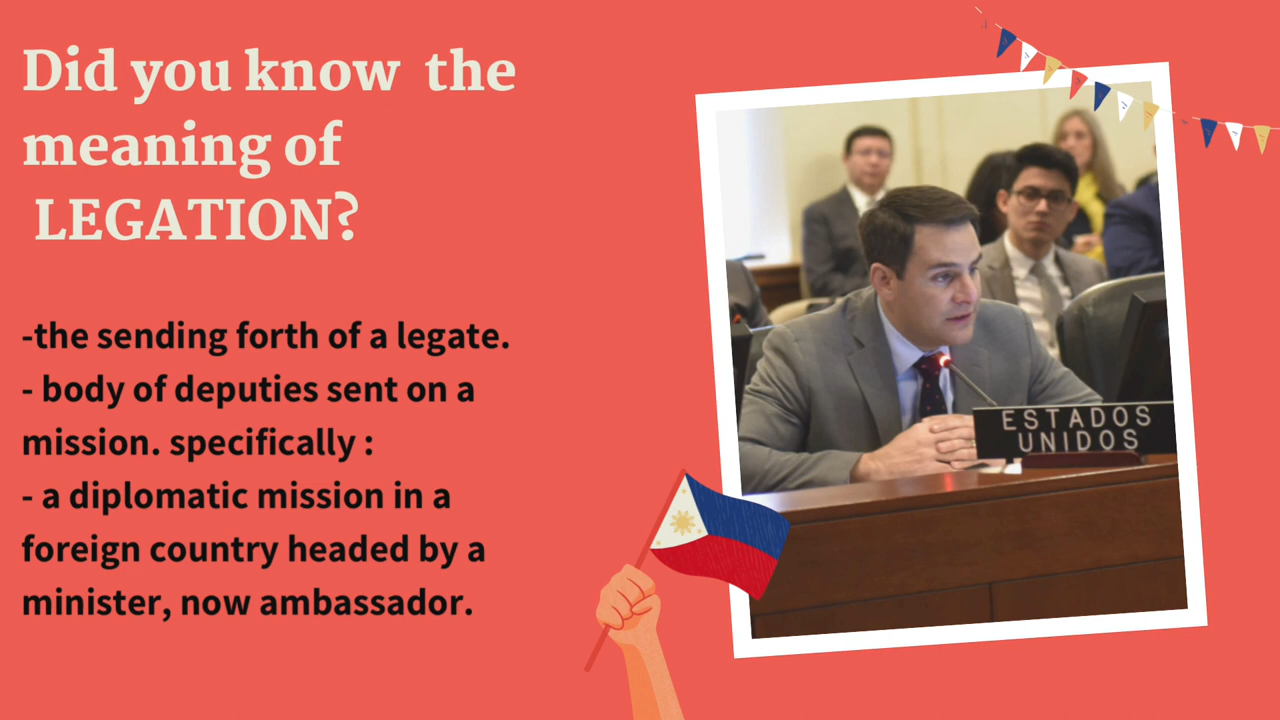 Did you know  the
meaning of
LEGATION?
-the sending forth of a legate.
- body of deputies sent on a
mission. specifically :
- a diplomatic mission in a
foreign country headed by a
minister, now ambassador.
ESTADOS
UNIDOS